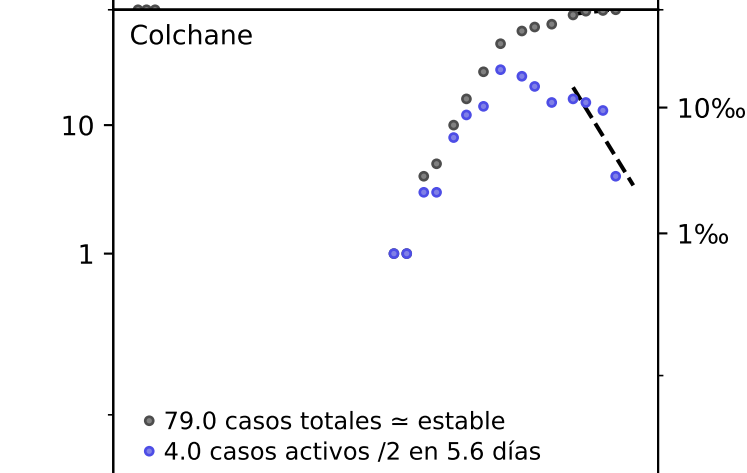 Colchane
10
10‰
1‰
1
79.0 casos totales ≃ estable
4.0 casos activos /2 en 5.6 días